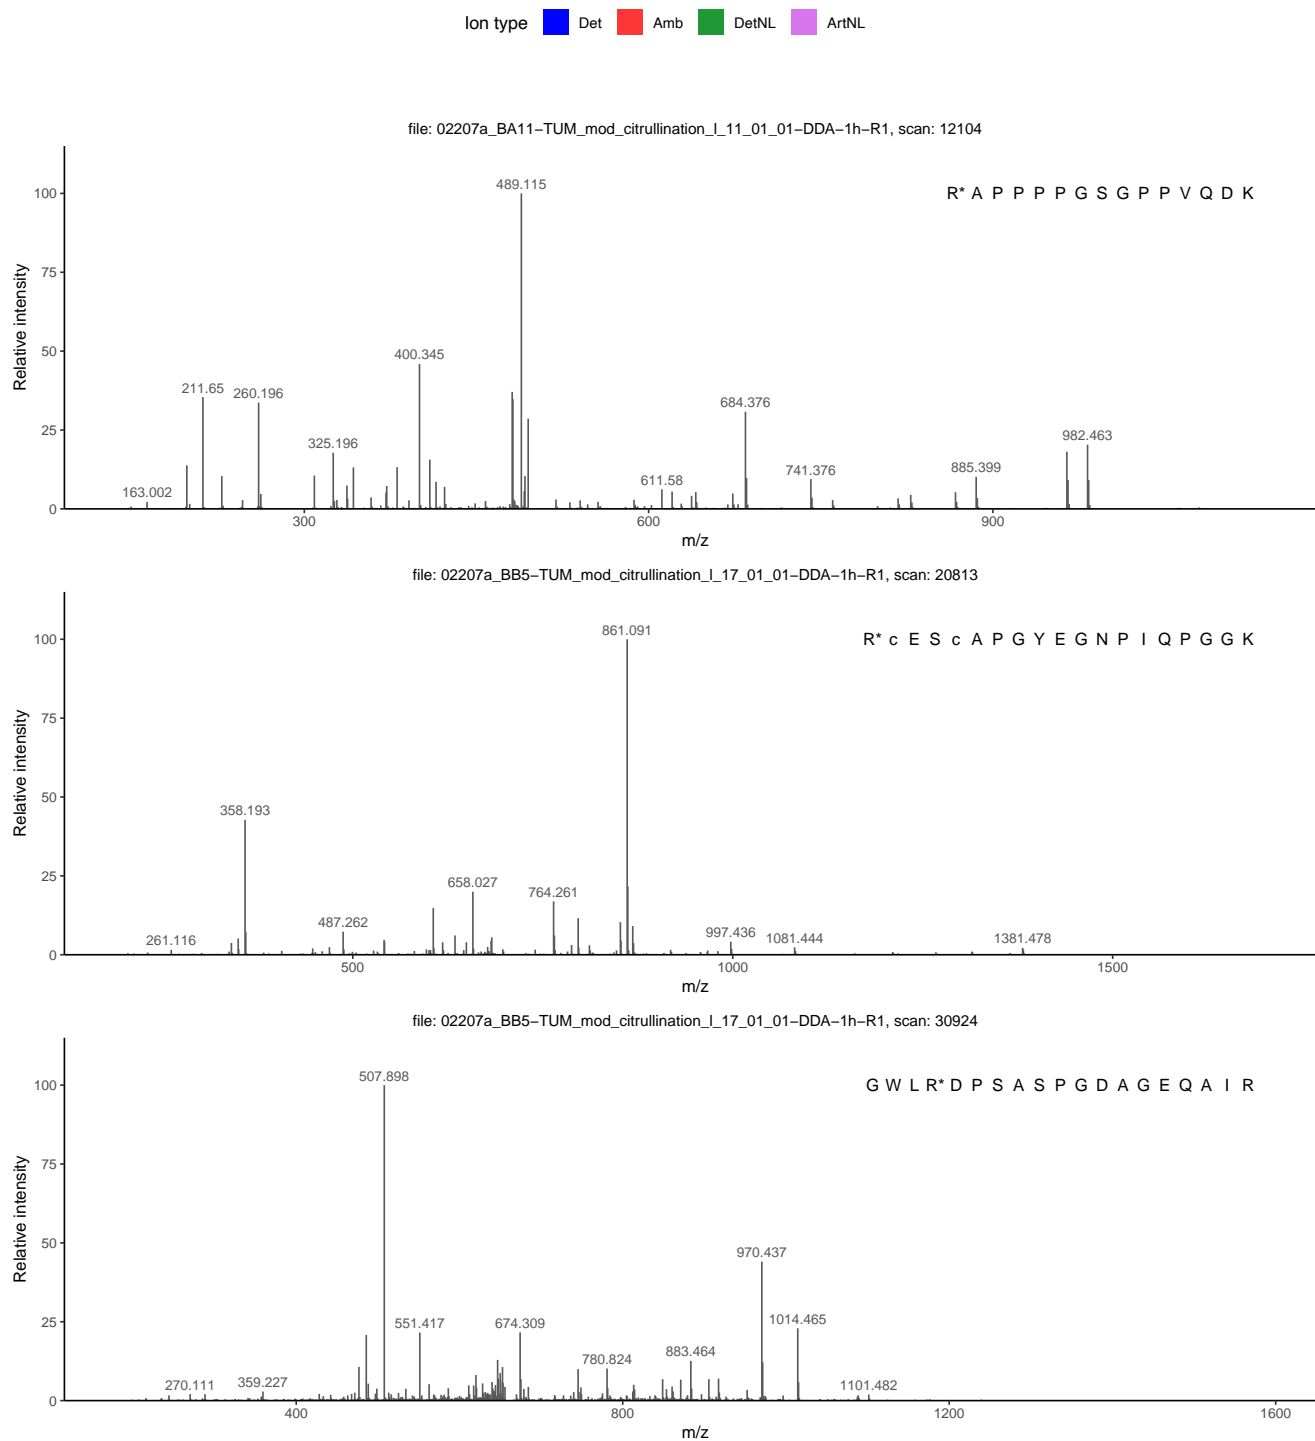 Ion type Det Amb DetNL ArtNL
file: 02207a_BA11−TUM_mod_citrullination_I_11_01_01−DDA−1h−R1, scan: 12104
R* A P P P P G S G P P V Q D K
Relative intensity
100
75
50
25
0
489.115
400.345
211.65 260.196
325.196
684.376
982.463
741.376
885.399
611.58
163.002
300 600 900
m/z
file: 02207a_BB5−TUM_mod_citrullination_I_17_01_01−DDA−1h−R1, scan: 20813
R* c E S c A P G Y E G N P I Q P G G K
Relative intensity
100
75
50
25
0
861.091
358.193
658.027
764.261
487.262
261.116
997.436
1081.444
1381.478
500 1000 1500
m/z
file: 02207a_BB5−TUM_mod_citrullination_I_17_01_01−DDA−1h−R1, scan: 30924
G W L R* D P S A S P G D A G E Q A I R
Relative intensity
100
75
50
25
0
507.898
970.437
551.417
674.309
1014.465
883.464
780.824
270.111
359.227
1101.482
400 800 1200 1600
m/z